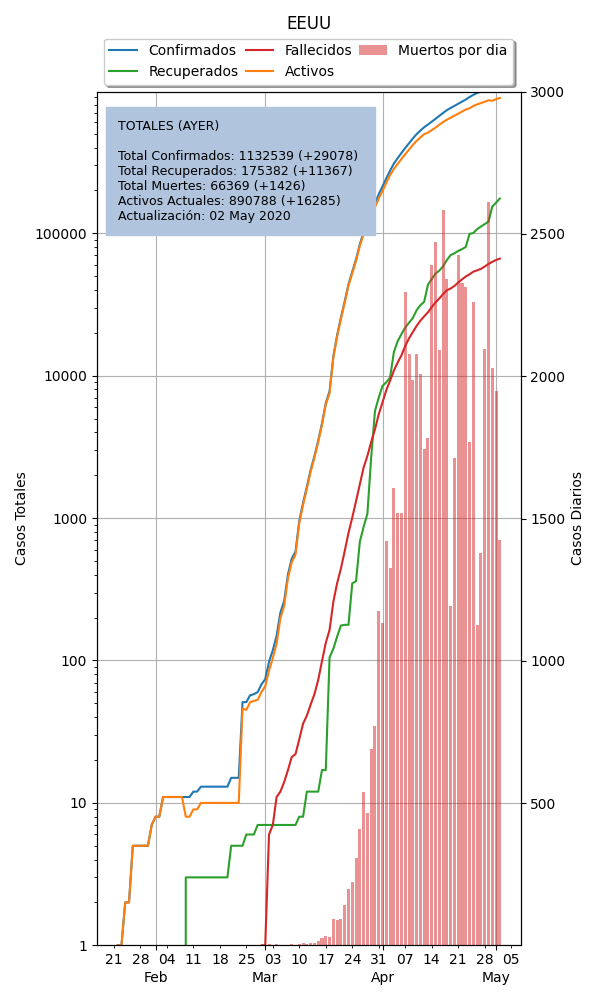 EEUU
Confirmados Fallecidos Muertos por dia
Recuperados Activos
TOTALES (AYER)
Total Confirmados: 1132539 (+29078)
Total Recuperados: 175382 (+11367)
Total Muertes: 66369 (+1426)
Activos Actuales: 890788 (+16285)
Actualización: 02 May 2020
Casos Totales
100000
10000
1000
100
10
1
3000
2500
2000
1500
1000
500
Casos Diarios
21 28 04 11 18 25 03 10 17 24 31 07 14 21 28 05
Feb Mar Apr May